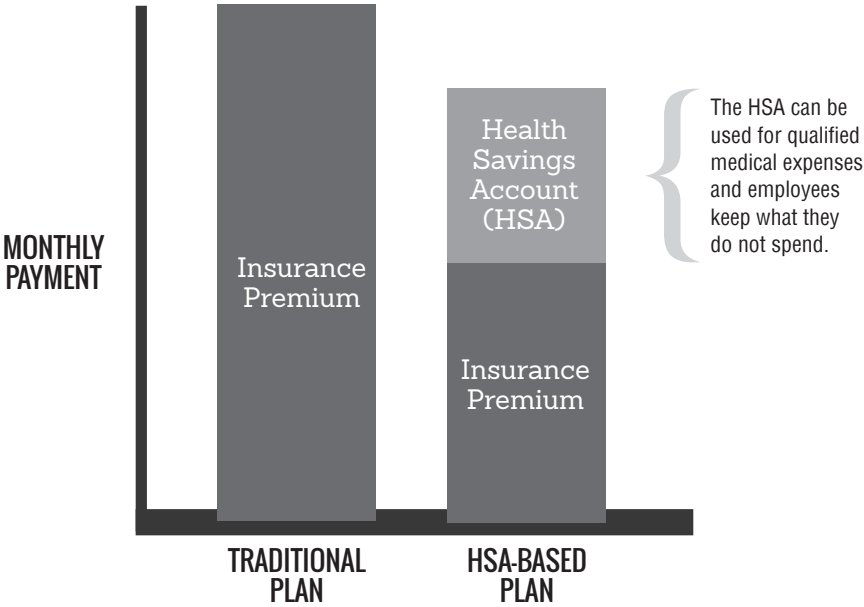 MONTHLY
PAYMENT
Insurance
Premium
Health
Savings
Account
(HSA)
Insurance
Premium
The HSA can be
used for qualified
medical expenses
and employees
keep what they
do not spend.
TRADITIONAL
PLAN
HSA-BASED
PLAN